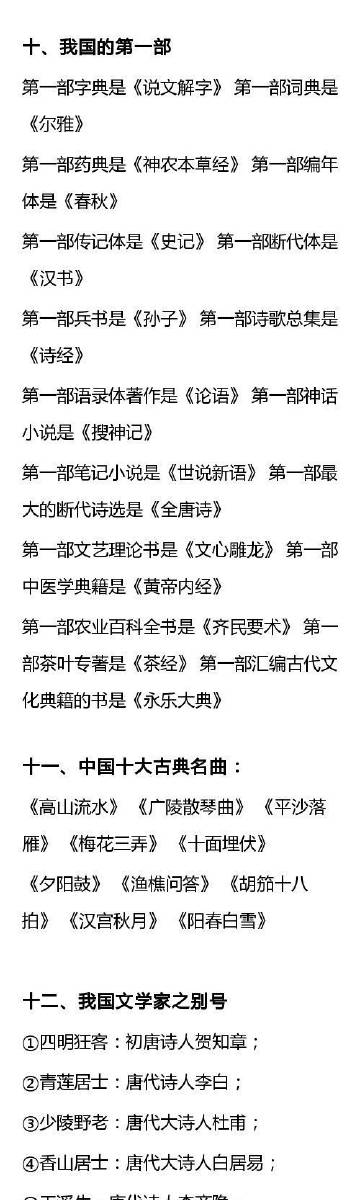 十、我国的第一部
第一部字典是《说文解字》 第一部词典是
《尔雅》
第一部药典是《神农本草经》 第一部编年
体是《春秋》
第一部传记体是《史记》 第一部断代体是
《汉书》
第一部兵书是《孙子》 第一部诗歌总集是
《诗经》
第一部语录体著作是《论语》 第一部神话
小说是《搜神记》
第一部笔记小说是《世说新语》 第一部最
大的断代诗选是《全唐诗》
第一部文艺理论书是《文心雕龙》 第一部
中医学典籍是《黄帝内经》
第一部农业百科全书是《齐民要术》 第一
部茶叶专著是《茶经》 第一部汇编古代文
化典籍的书是《永乐大典》
十一、中国十大古典名曲：
《高山流水》 《广陵散琴曲》 《平沙落
雁》 《梅花三弄》 《十面埋伏》
《夕阳鼓》 《渔樵问答》 《胡笳十八
拍》 《汉宫秋月》 《阳春白雪》
十二、我国文学家之别号
①四明狂客：初唐诗人贺知章；
②青莲居士：唐代诗人李白；
③少陵野老：唐代大诗人杜甫；
④香山居士：唐代大诗人白居易；